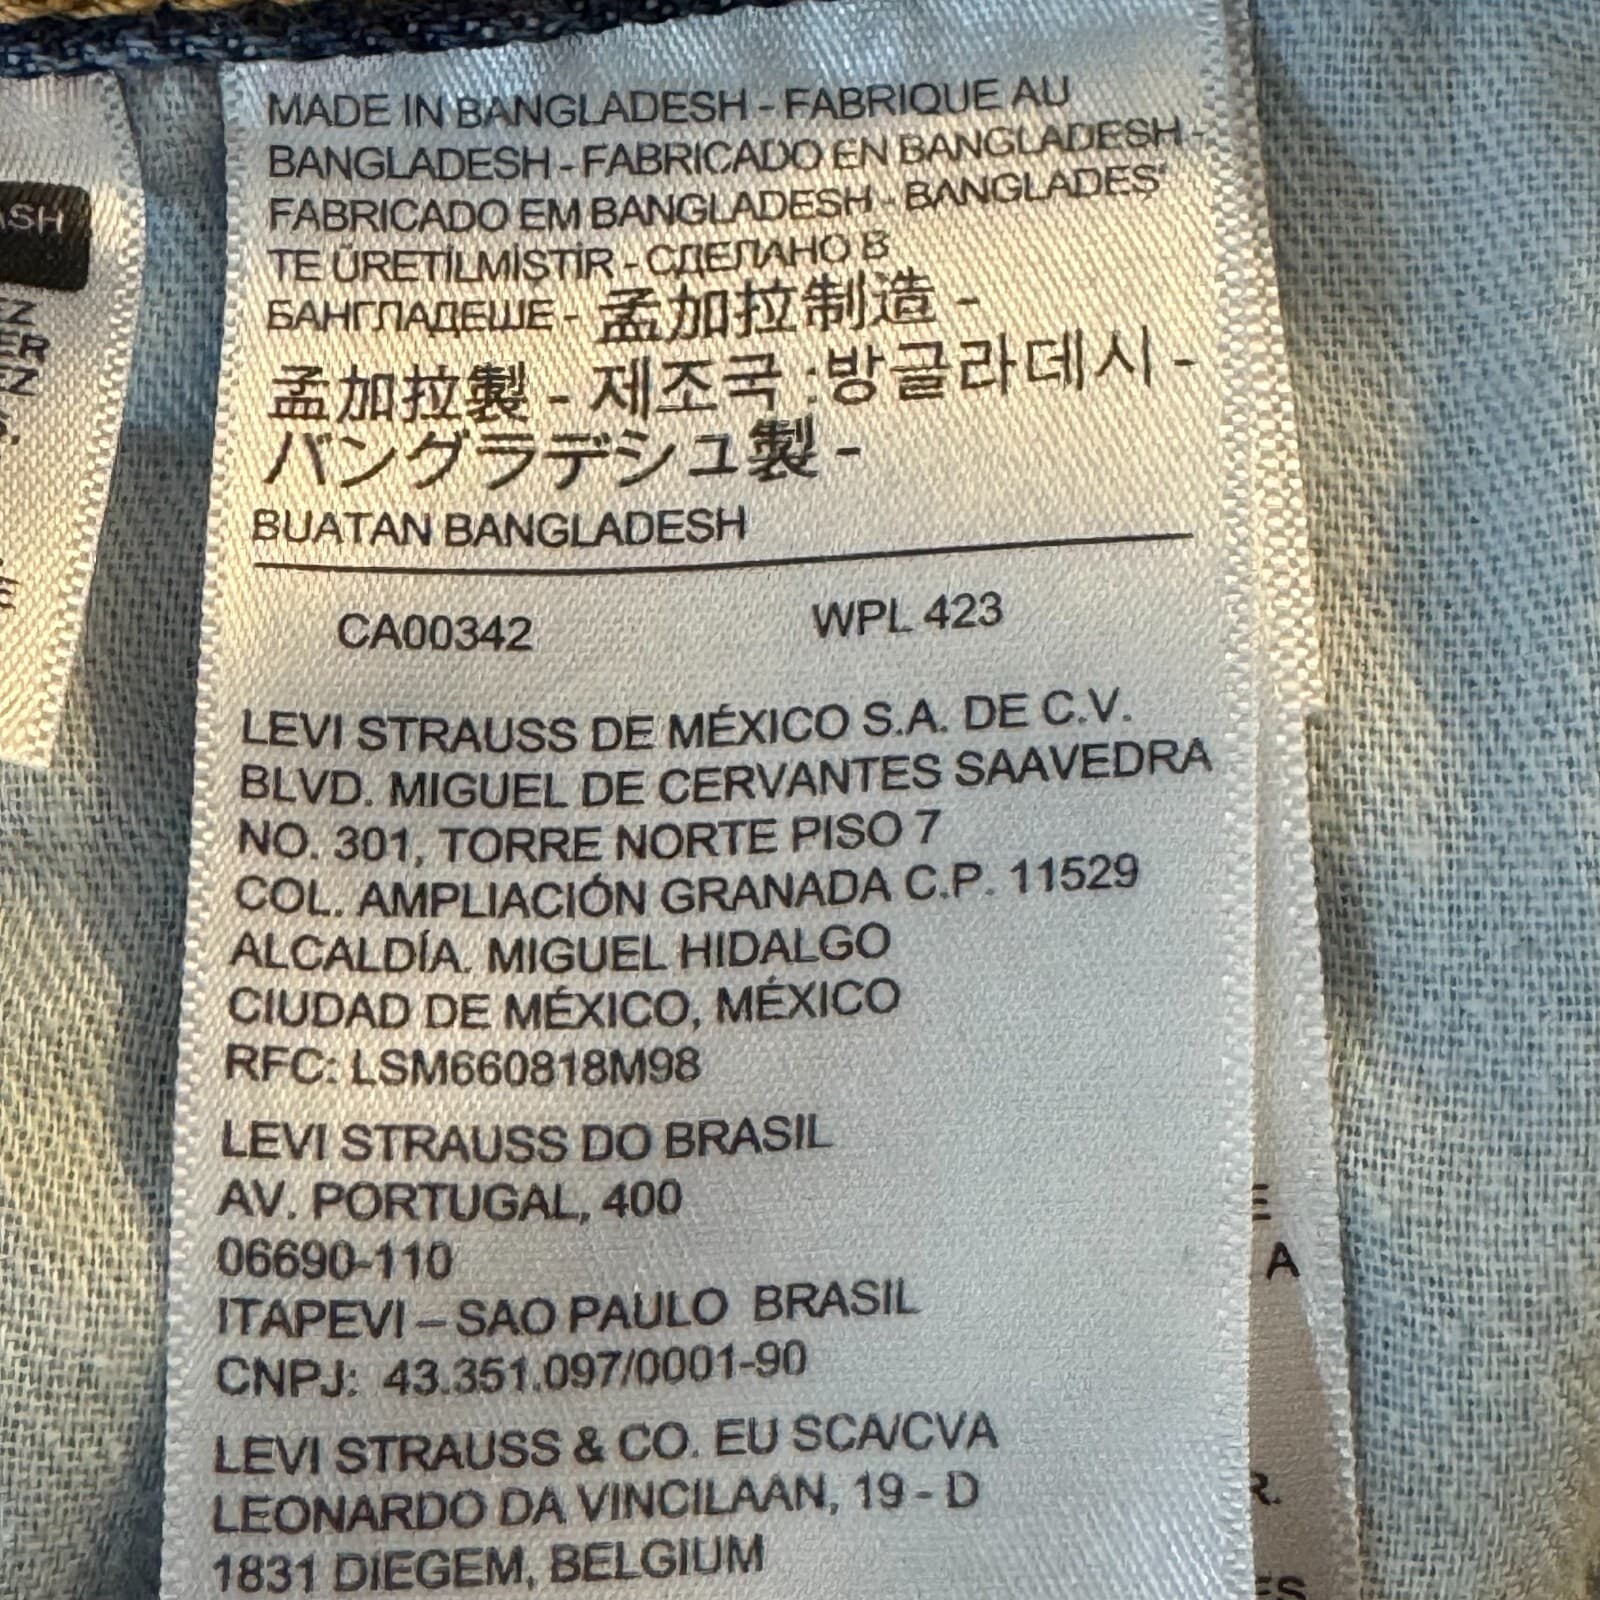 MADE IN BANGLADESH - FABRIQUE AU
BANGLADESH - FABRICADO EN BANGLADESH -
FABRICADO EM BANGLADESH - BANGLADEŞ'
TE ÜRETİLMİŞTİR - СДЕЛАНО В
БАНГЛАДЕШЕ - 孟加拉制造 -
孟加拉製 - 제조국 :방글라데시 -
バングラデシュ製 -
BUATAN BANGLADESH
CA00342 WPL 423
LEVI STRAUSS DE MÉXICO S.A. DE C.V.
BLVD. MIGUEL DE CERVANTES SAAVEDRA
NO. 301, TORRE NORTE PISO 7
COL. AMPLIACIÓN GRANADA C.P. 11529
ALCALDÍA. MIGUEL HIDALGO
CIUDAD DE MÉXICO, MÉXICO
RFC: LSM660818M98
LEVI STRAUSS DO BRASIL
AV. PORTUGAL, 400
06690-110
ITAPEVI – SAO PAULO BRASIL
CNPJ: 43.351.097/0001-90
LEVI STRAUSS & CO. EU SCA/CVA
LEONARDO DA VINCILAAN, 19 - D
1831 DIEGEM, BELGIUM